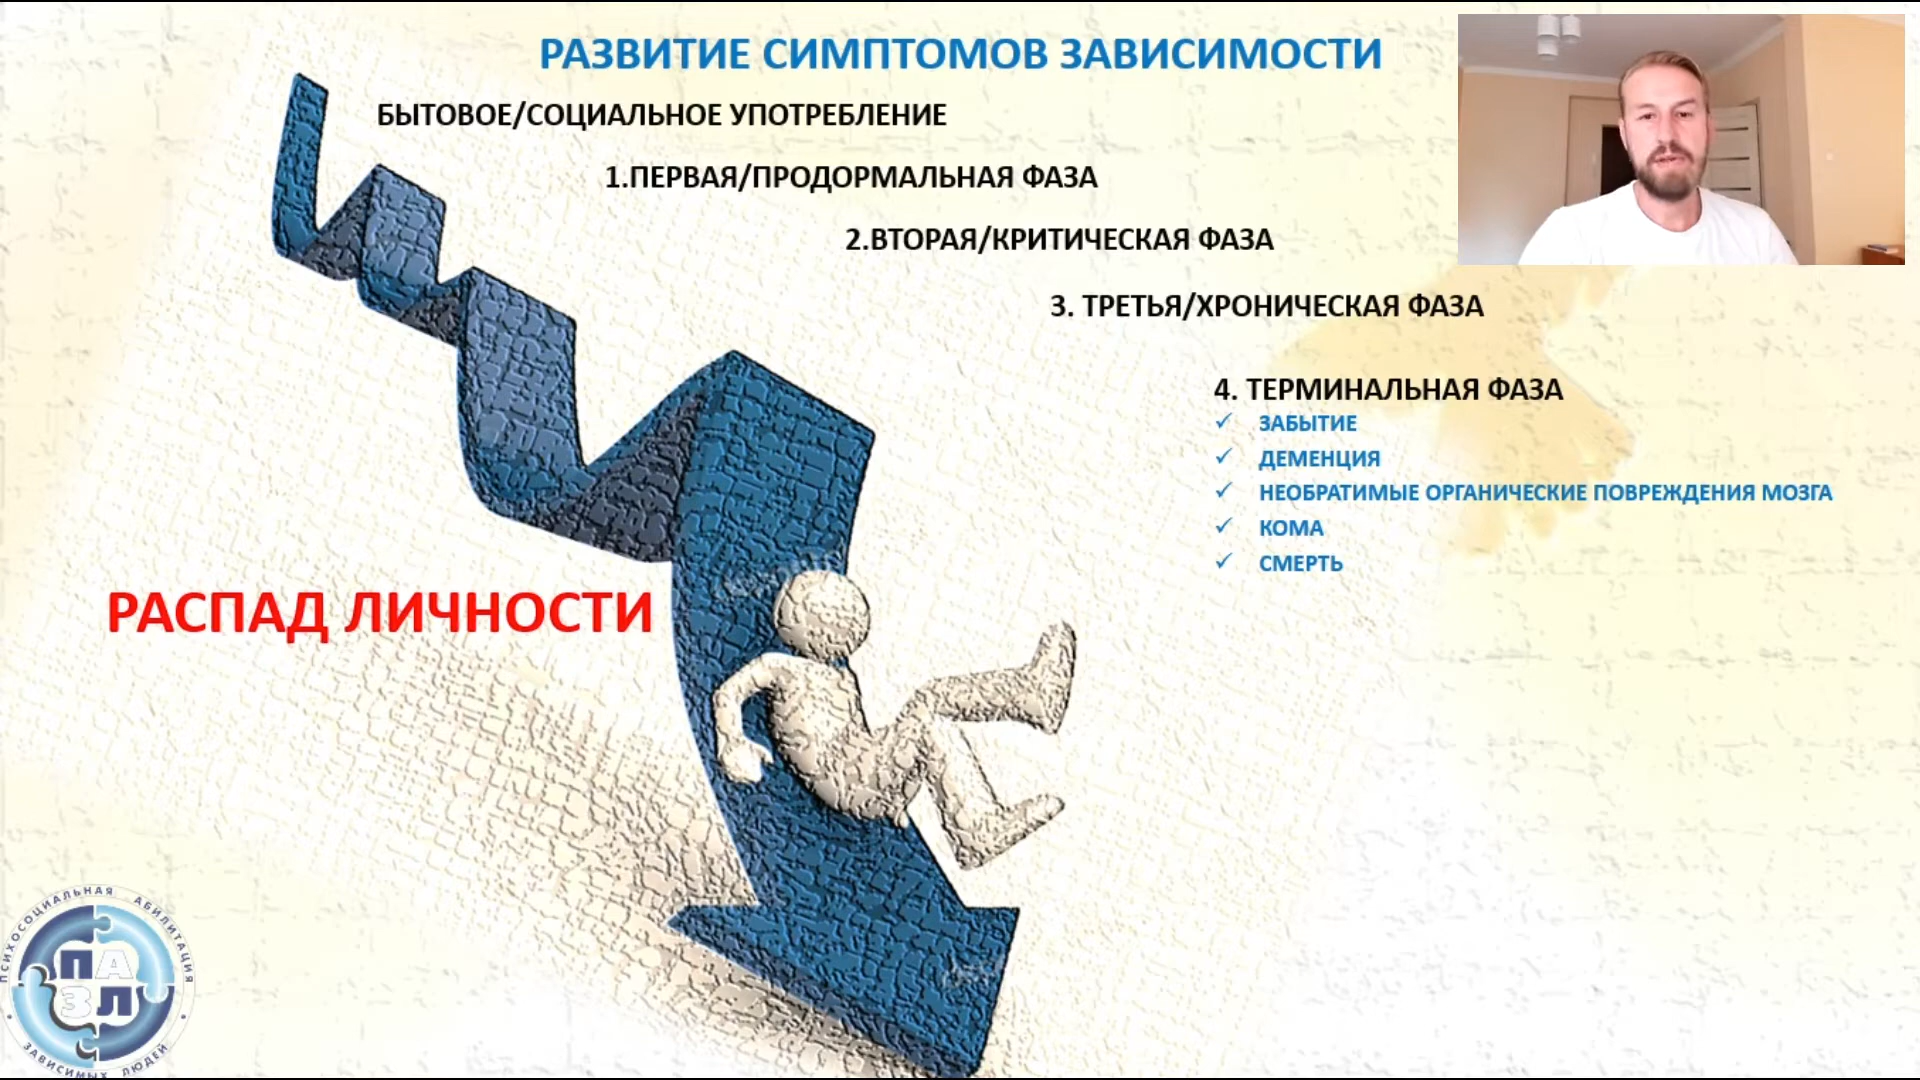 РАЗВИТИЕ СИМПТОМОВ ЗАВИСИМОСТИ
БЫТОВОЕ/СОЦИАЛЬНОЕ УПОТРЕБЛЕНИЕ
1.ПЕРВАЯ/ПРОДОРМАЛЬНАЯ ФАЗА
2.ВТОРАЯ/КРИТИЧЕСКАЯ ФАЗА
3. ТРЕТЬЯ/ХРОНИЧЕСКАЯ ФАЗА
4. ТЕРМИНАЛЬНАЯ ФАЗА
✓ ЗАБЫТИЕ
✓ ДЕМЕНЦИЯ
✓ НЕОБРАТИМЫЕ ОРГАНИЧЕСКИЕ ПОВРЕЖДЕНИЯ МОЗГА
✓ КОМА
✓ СМЕРТЬ
РАСПАД ЛИЧНОСТИ
ПСИХОСОЦИАЛЬНАЯ АБИЛИТАЦИЯ
ПА
ЗЛ
ЗАВИСИМЫХ ЛЮДЕЙ